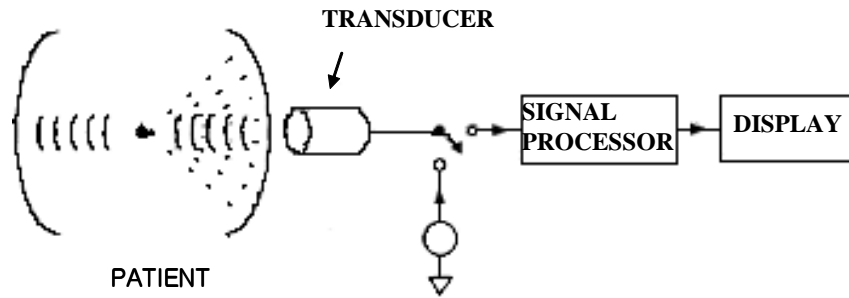 TRANSDUCER
SIGNAL
PROCESSOR
DISPLAY
PATIENT